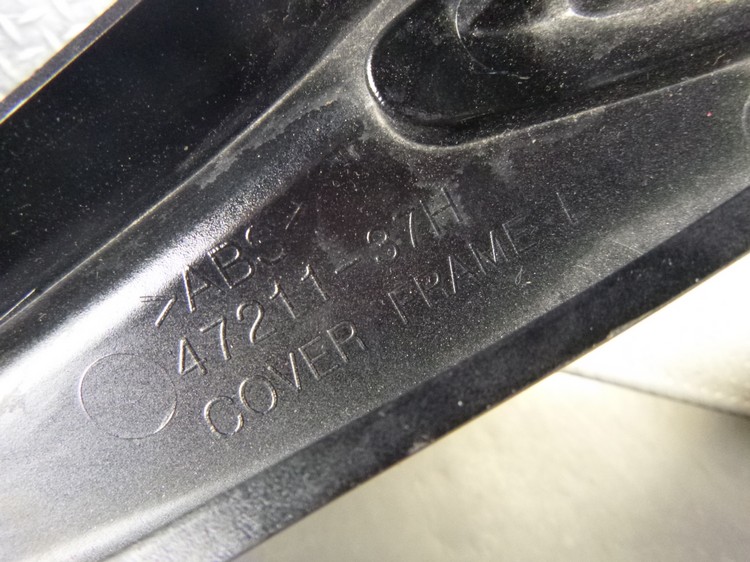 >ABS<
47211-37H
COVER FRAME L